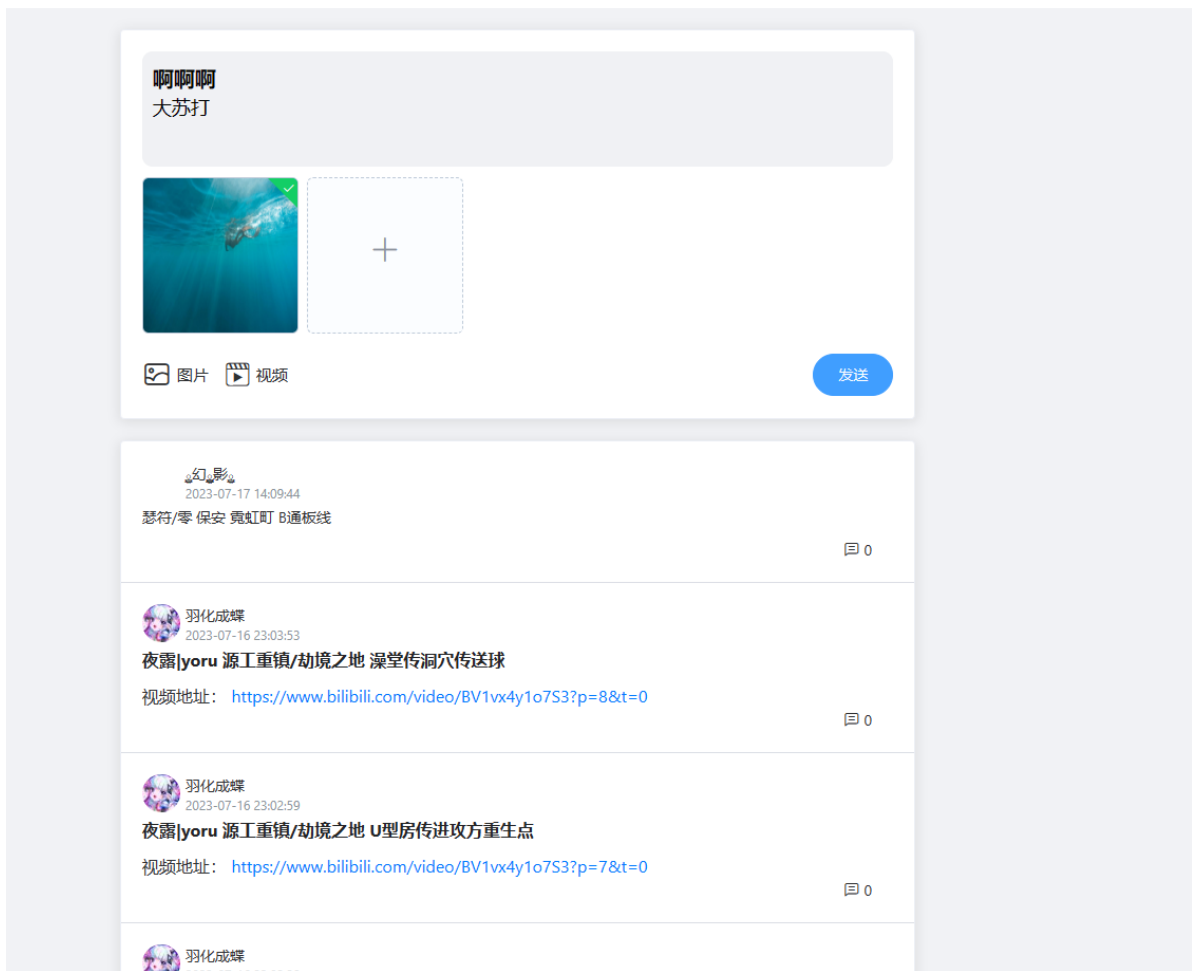 啊啊啊
大苏打
图片 视频 发送
ஓ幻ஓ影ஓ
2023-07-17 14:09:44
瑟符/零 保安 霓虹町 B通板线
0
羽化成蝶
2023-07-16 23:03:53
夜露|yoru 源工重镇/劫境之地 澡堂传洞穴传送球
视频地址： https://www.bilibili.com/video/BV1vx4y1o7S3?p=8&t=0
0
羽化成蝶
2023-07-16 23:02:59
夜露|yoru 源工重镇/劫境之地 U型房传进攻方重生点
视频地址： https://www.bilibili.com/video/BV1vx4y1o7S3?p=7&t=0
0
羽化成蝶